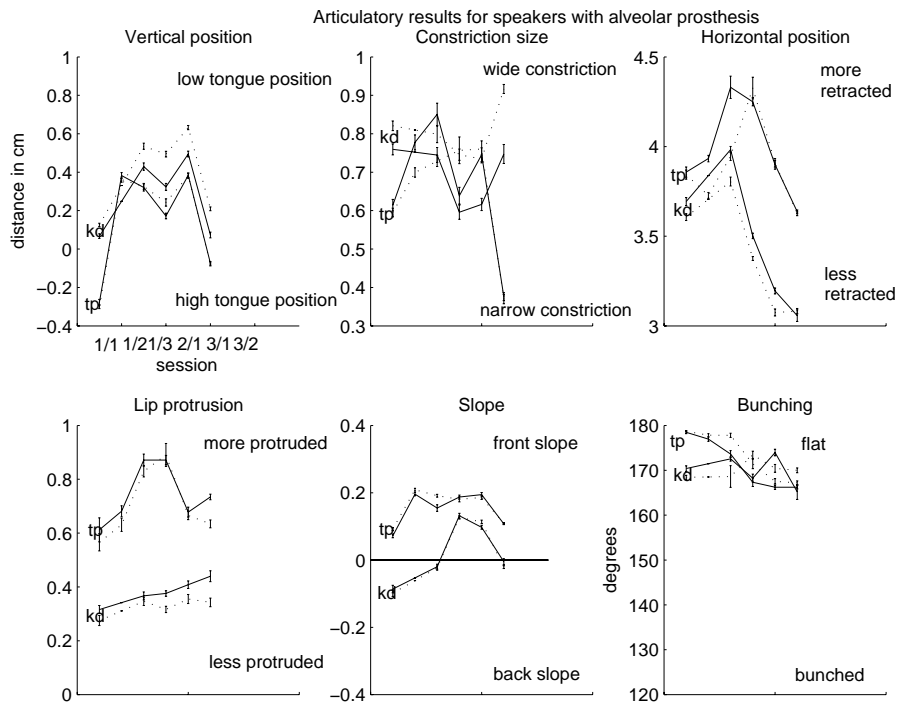 Articulatory results for speakers with alveolar prosthesis
Vertical position
1
0.8
0.6
0.4
0.2
0
−0.2
−0.4
distance in cm
low tongue position
kd
tp
high tongue position
1/1 1/2 1/3 2/1 3/1 3/2
session
Constriction size
1
0.9
0.8
0.7
0.6
0.5
0.4
0.3
wide constriction
kd
tp
narrow constriction
Horizontal position
4.5
4
3.5
3
more
retracted
tp
kd
less
retracted
Lip protrusion
1
0.8
0.6
0.4
0.2
0
more protruded
tp
kd
less protruded
Slope
0.4
0.2
0
−0.2
−0.4
front slope
tp
kd
back slope
Bunching
180
170
160
150
140
130
120
degrees
tp
flat
kd
bunched